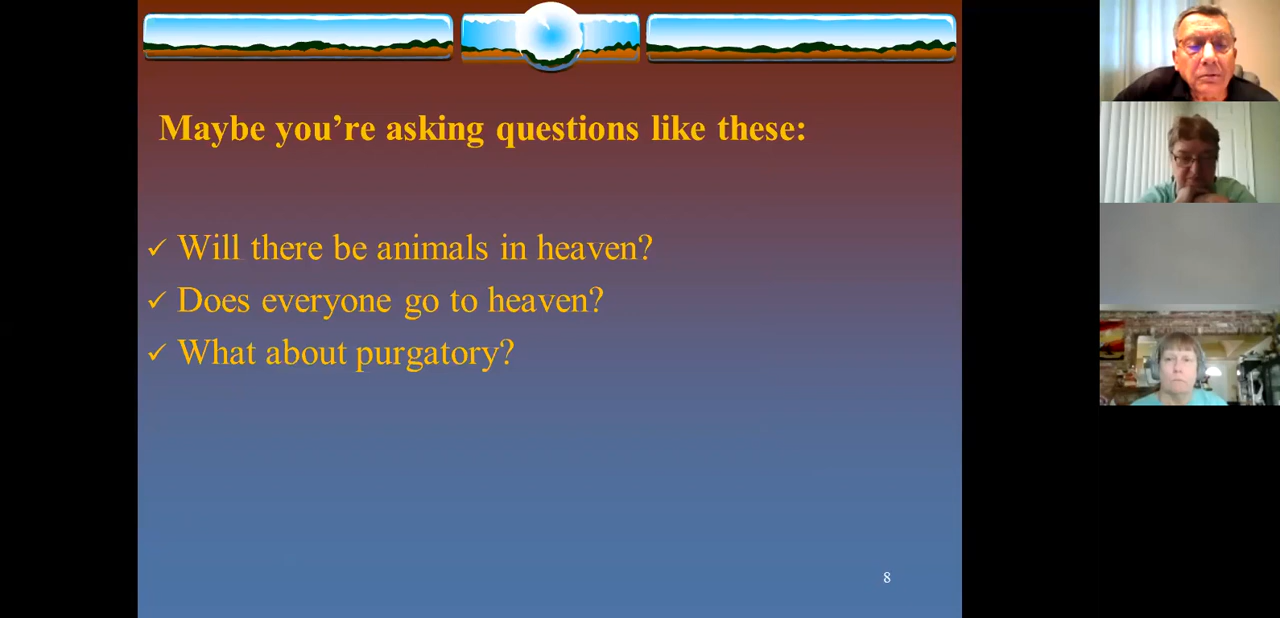 Maybe you’re asking questions like these:
✓ Will there be animals in heaven?
✓ Does everyone go to heaven?
✓ What about purgatory?
8